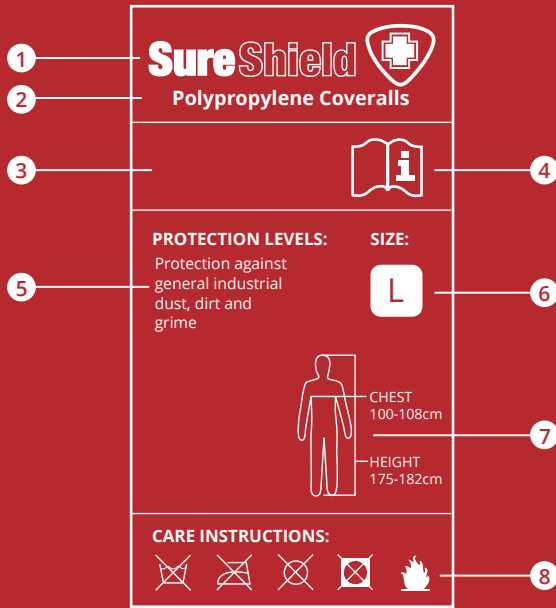 1
SureShield
2
Polypropylene Coveralls
3
i
4
PROTECTION LEVELS:
SIZE:
Protection against
general industrial
dust, dirt and
grime
5
L
6
CHEST
100-108cm
7
HEIGHT
175-182cm
CARE INSTRUCTIONS:
8